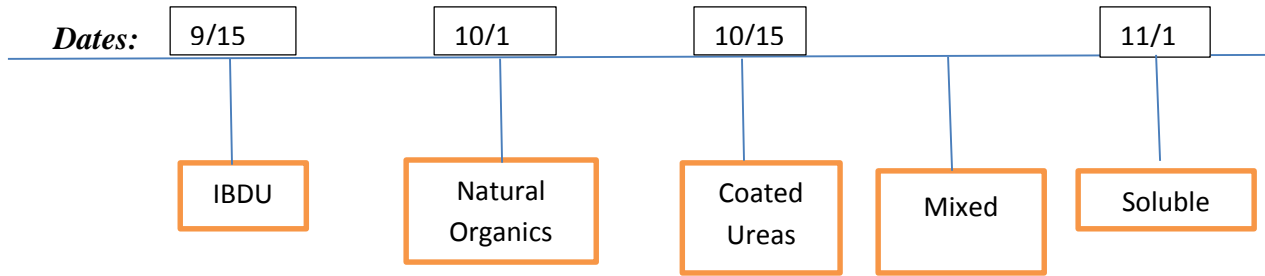 Dates: 9/15 10/1 10/15 11/1
IBDU
Natural
Organics
Coated
Ureas
Mixed
Soluble